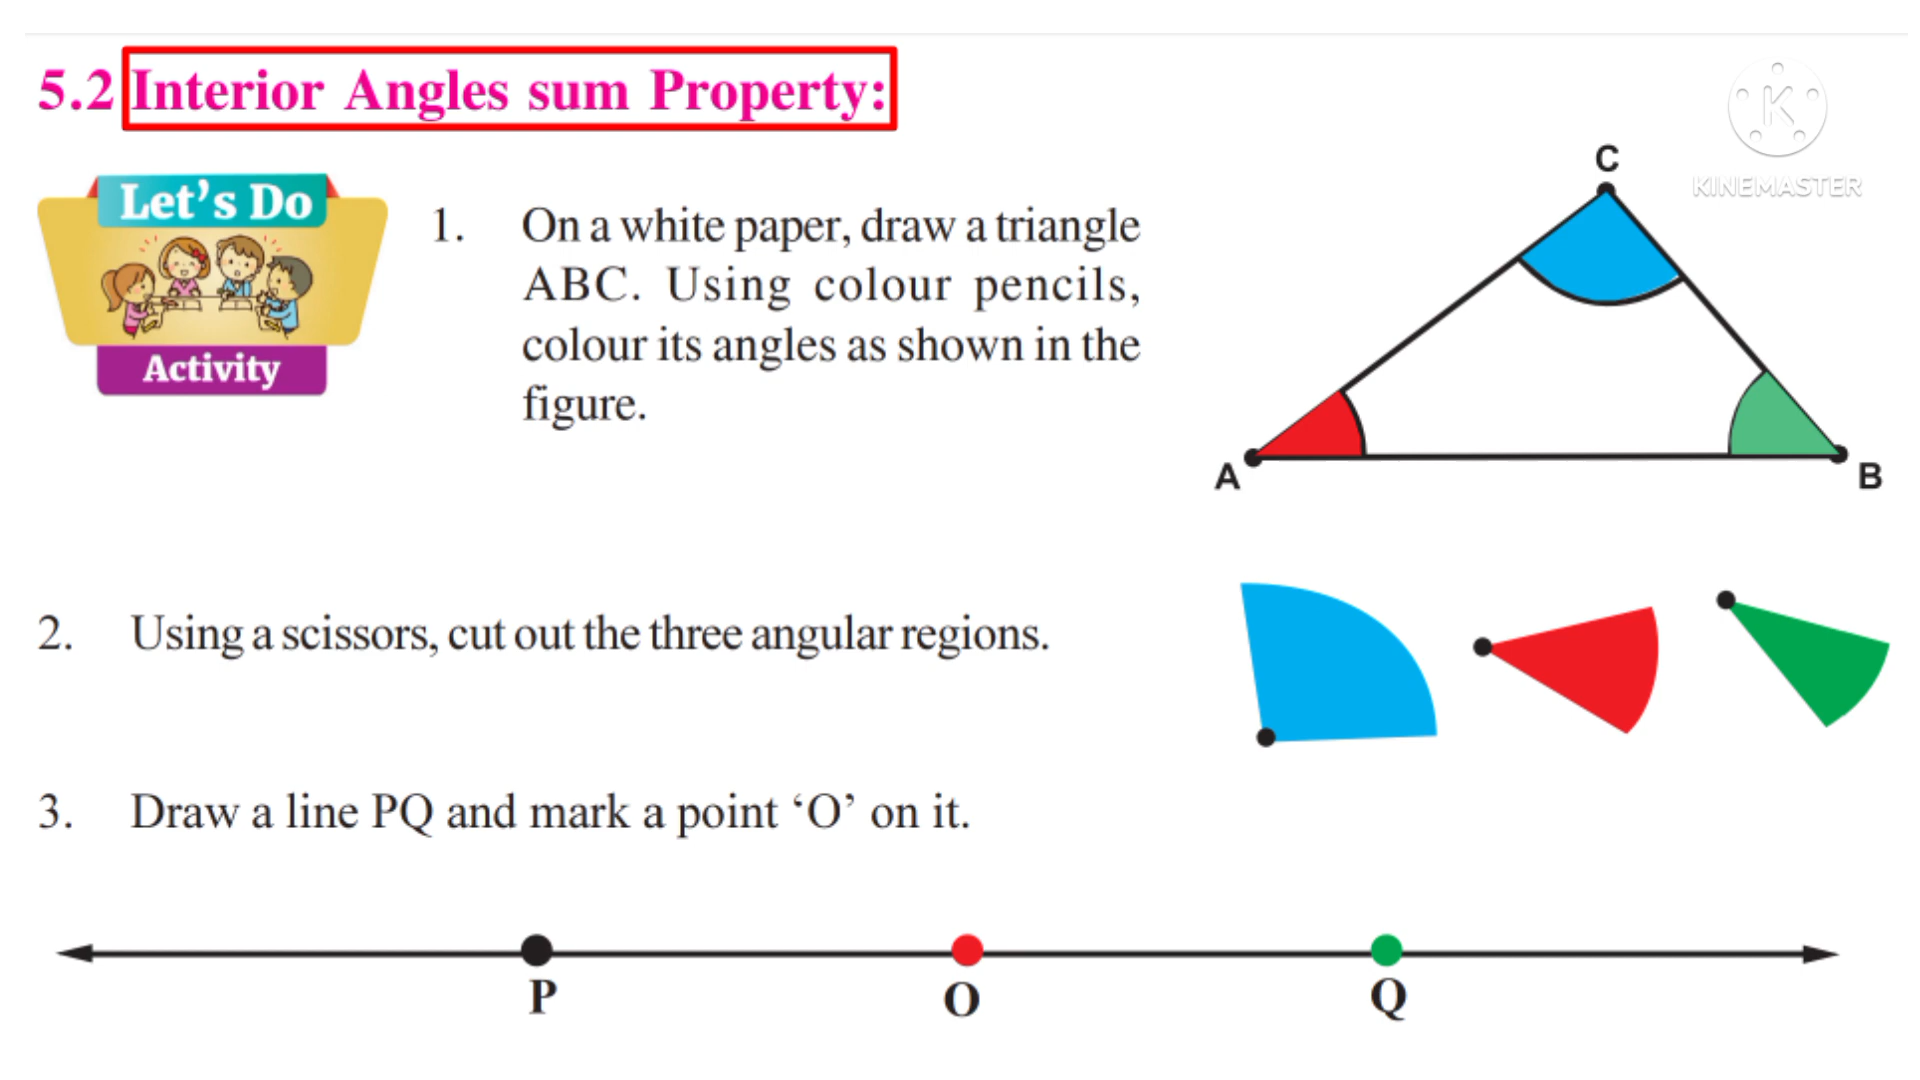 5.2 Interior Angles sum Property:
Let's Do
Activity
1. On a white paper, draw a triangle
ABC. Using colour pencils,
colour its angles as shown in the
figure.
C
K
KINEMASTER
A
B
2. Using a scissors, cut out the three angular regions.
3. Draw a line PQ and mark a point ‘O’ on it.
P
O
Q